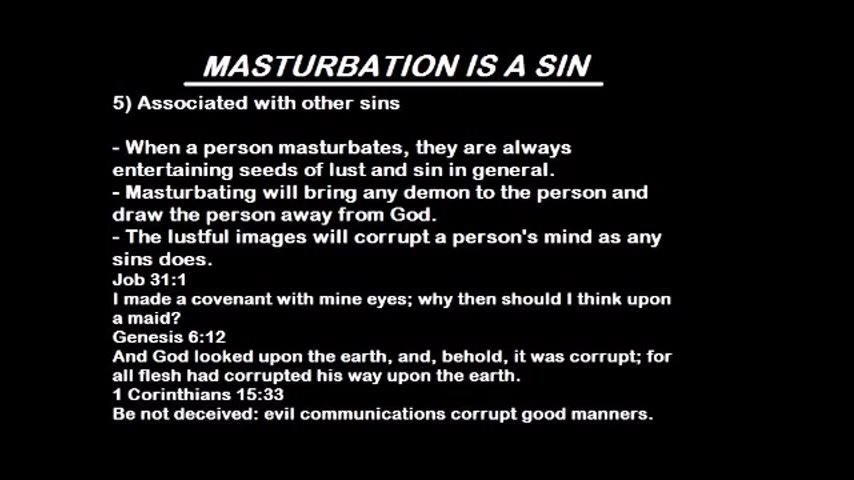 MASTURBATION IS A SIN
5) Associated with other sins
- When a person masturbates, they are always
entertaining seeds of lust and sin in general.
- Masturbating will bring any demon to the person and
draw the person away from God.
- The lustful images will corrupt a person's mind as any
sins does.
Job 31:1
I made a covenant with mine eyes; why then should I think upon
a maid?
Genesis 6:12
And God looked upon the earth, and, behold, it was corrupt; for
all flesh had corrupted his way upon the earth.
1 Corinthians 15:33
Be not deceived: evil communications corrupt good manners.